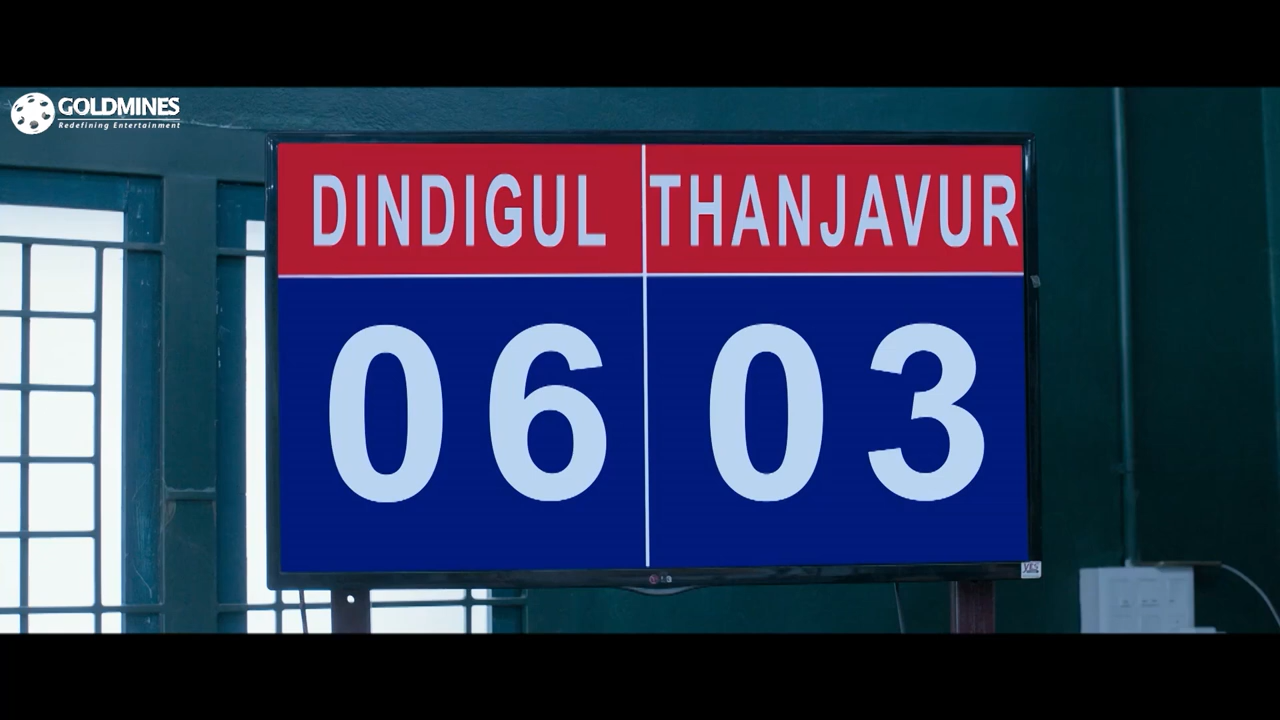 GOLDMINES
Redefining Entertainment
DINDIGUL THANJAVUR
06 03
LG